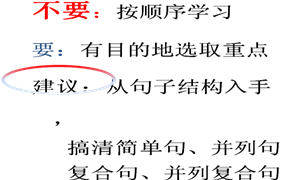 不要：按顺序学习
要：有目的地选取重点
建议：从句子结构入手
，
搞清简单句、并列句
复合句、并列复合句